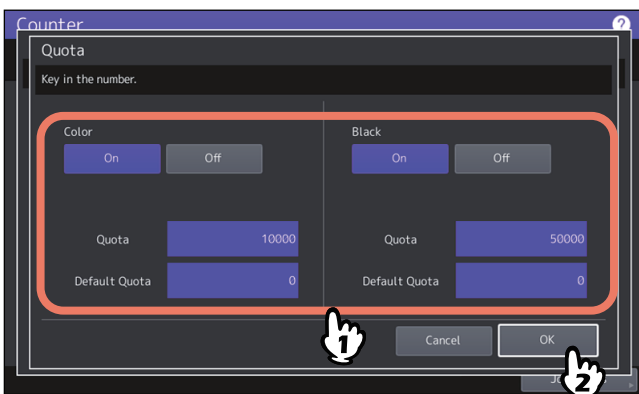 Counter ?
Quota
Key in the number.
Color Black
On Off On Off
Quota 10000 Quota 50000
Default Quota 0 Default Quota 0
Cancel OK
1
2